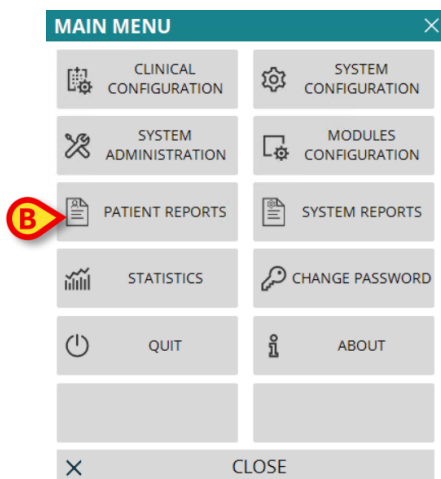 MAIN MENU
CLINICAL
CONFIGURATION
SYSTEM
CONFIGURATION
SYSTEM
ADMINISTRATION
MODULES
CONFIGURATION
B
PATIENT REPORTS
SYSTEM REPORTS
STATISTICS
CHANGE PASSWORD
QUIT
ABOUT
CLOSE